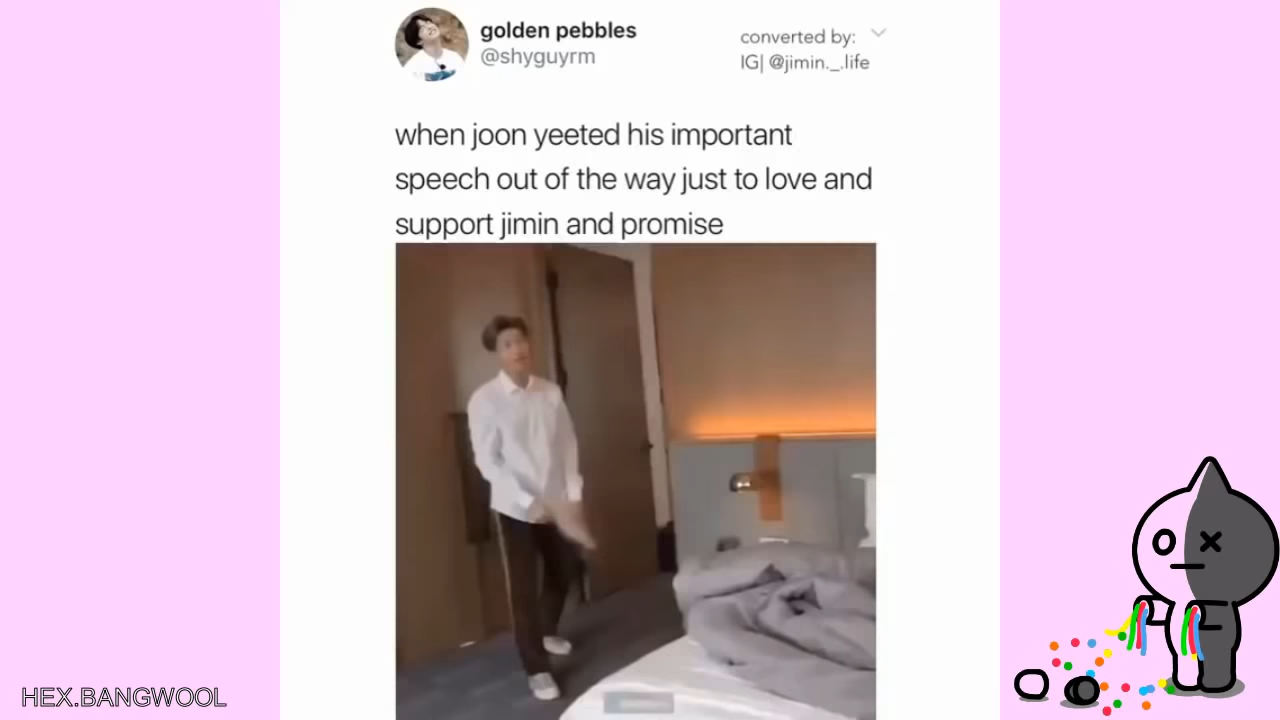 golden pebbles
@shyguyrm
converted by:
IG| @jimin._.life
when joon yeeted his important
speech out of the way just to love and
support jimin and promise
HEX.BANGWOOL